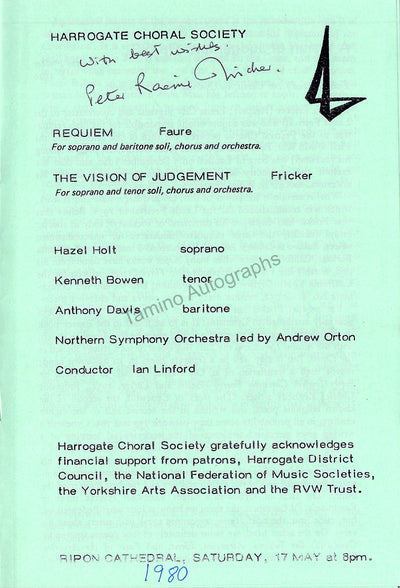 HARROGATE CHORAL SOCIETY
With best wishes.
Peter Racine Fricker.
REQUIEM Faure
For soprano and baritone soli, chorus and orchestra.
THE VISION OF JUDGEMENT Fricker
For soprano and tenor soli, chorus and orchestra.
Hazel Holt soprano
Kenneth Bowen tenor
Tamino Autographs
Anthony Davis baritone
Northern Symphony Orchestra led by Andrew Orton
Conductor Ian Linford
Harrogate Choral Society gratefully acknowledges
financial support from patrons, Harrogate District
Council, the National Federation of Music Societies,
the Yorkshire Arts Association and the RVW Trust.
RIPON CATHEDRAL, SATURDAY, 17 MAY at 8pm.
1980